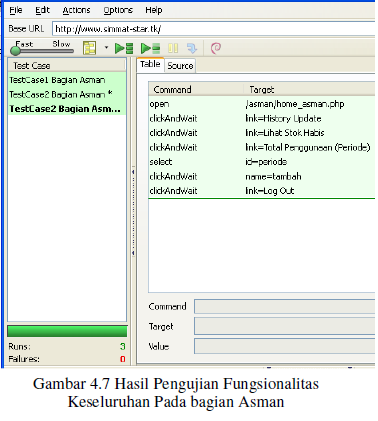 File Edit Actions Options Help
Base URL http://www.simmat-star.tk/
Fast Slow
Test Case
TestCase1 Bagian Asman
TestCase2 Bagian Asman *
TestCase2 Bagian Asm...
Runs: 3
Failures: 0
Table Source
Command Target
open /asman/home_asman.php
clickAndWait link=History Update
clickAndWait link=Lihat Stok Habis
clickAndWait link=Total Penggunaan (Periode)
select id=periode
clickAndWait name=tambah
clickAndWait link=Log Out
Command
Target
Value
Gambar 4.7 Hasil Pengujian Fungsionalitas
Keseluruhan Pada bagian Asman